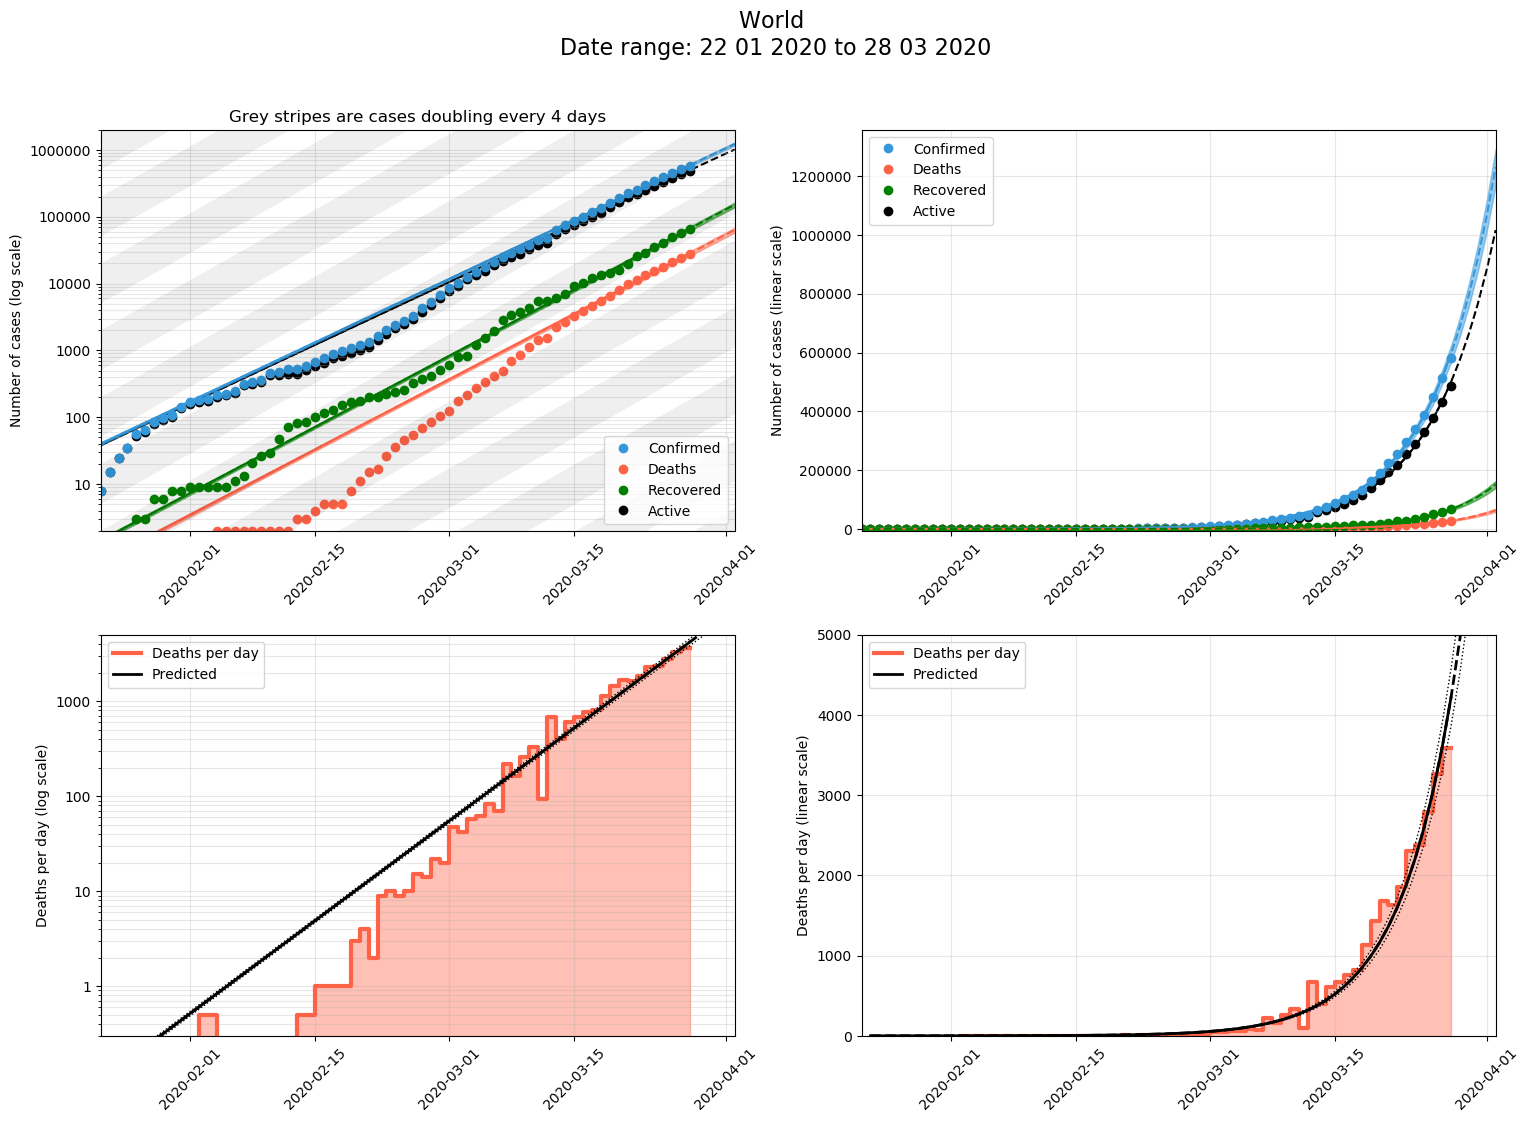 World
Date range: 22 01 2020 to 28 03 2020
Grey stripes are cases doubling every 4 days
Number of cases (log scale)
1000000
100000
10000
1000
100
10
Confirmed
Deaths
Recovered
Active
2020-02-01
2020-02-15
2020-03-01
2020-03-15
2020-04-01
Number of cases (linear scale)
1200000
1000000
800000
600000
400000
200000
0
Confirmed
Deaths
Recovered
Active
2020-02-01
2020-02-15
2020-03-01
2020-03-15
2020-04-01
Deaths per day (log scale)
1000
100
10
1
Deaths per day
Predicted
2020-02-01
2020-02-15
2020-03-01
2020-03-15
2020-04-01
Deaths per day (linear scale)
5000
4000
3000
2000
1000
0
Deaths per day
Predicted
2020-02-01
2020-02-15
2020-03-01
2020-03-15
2020-04-01